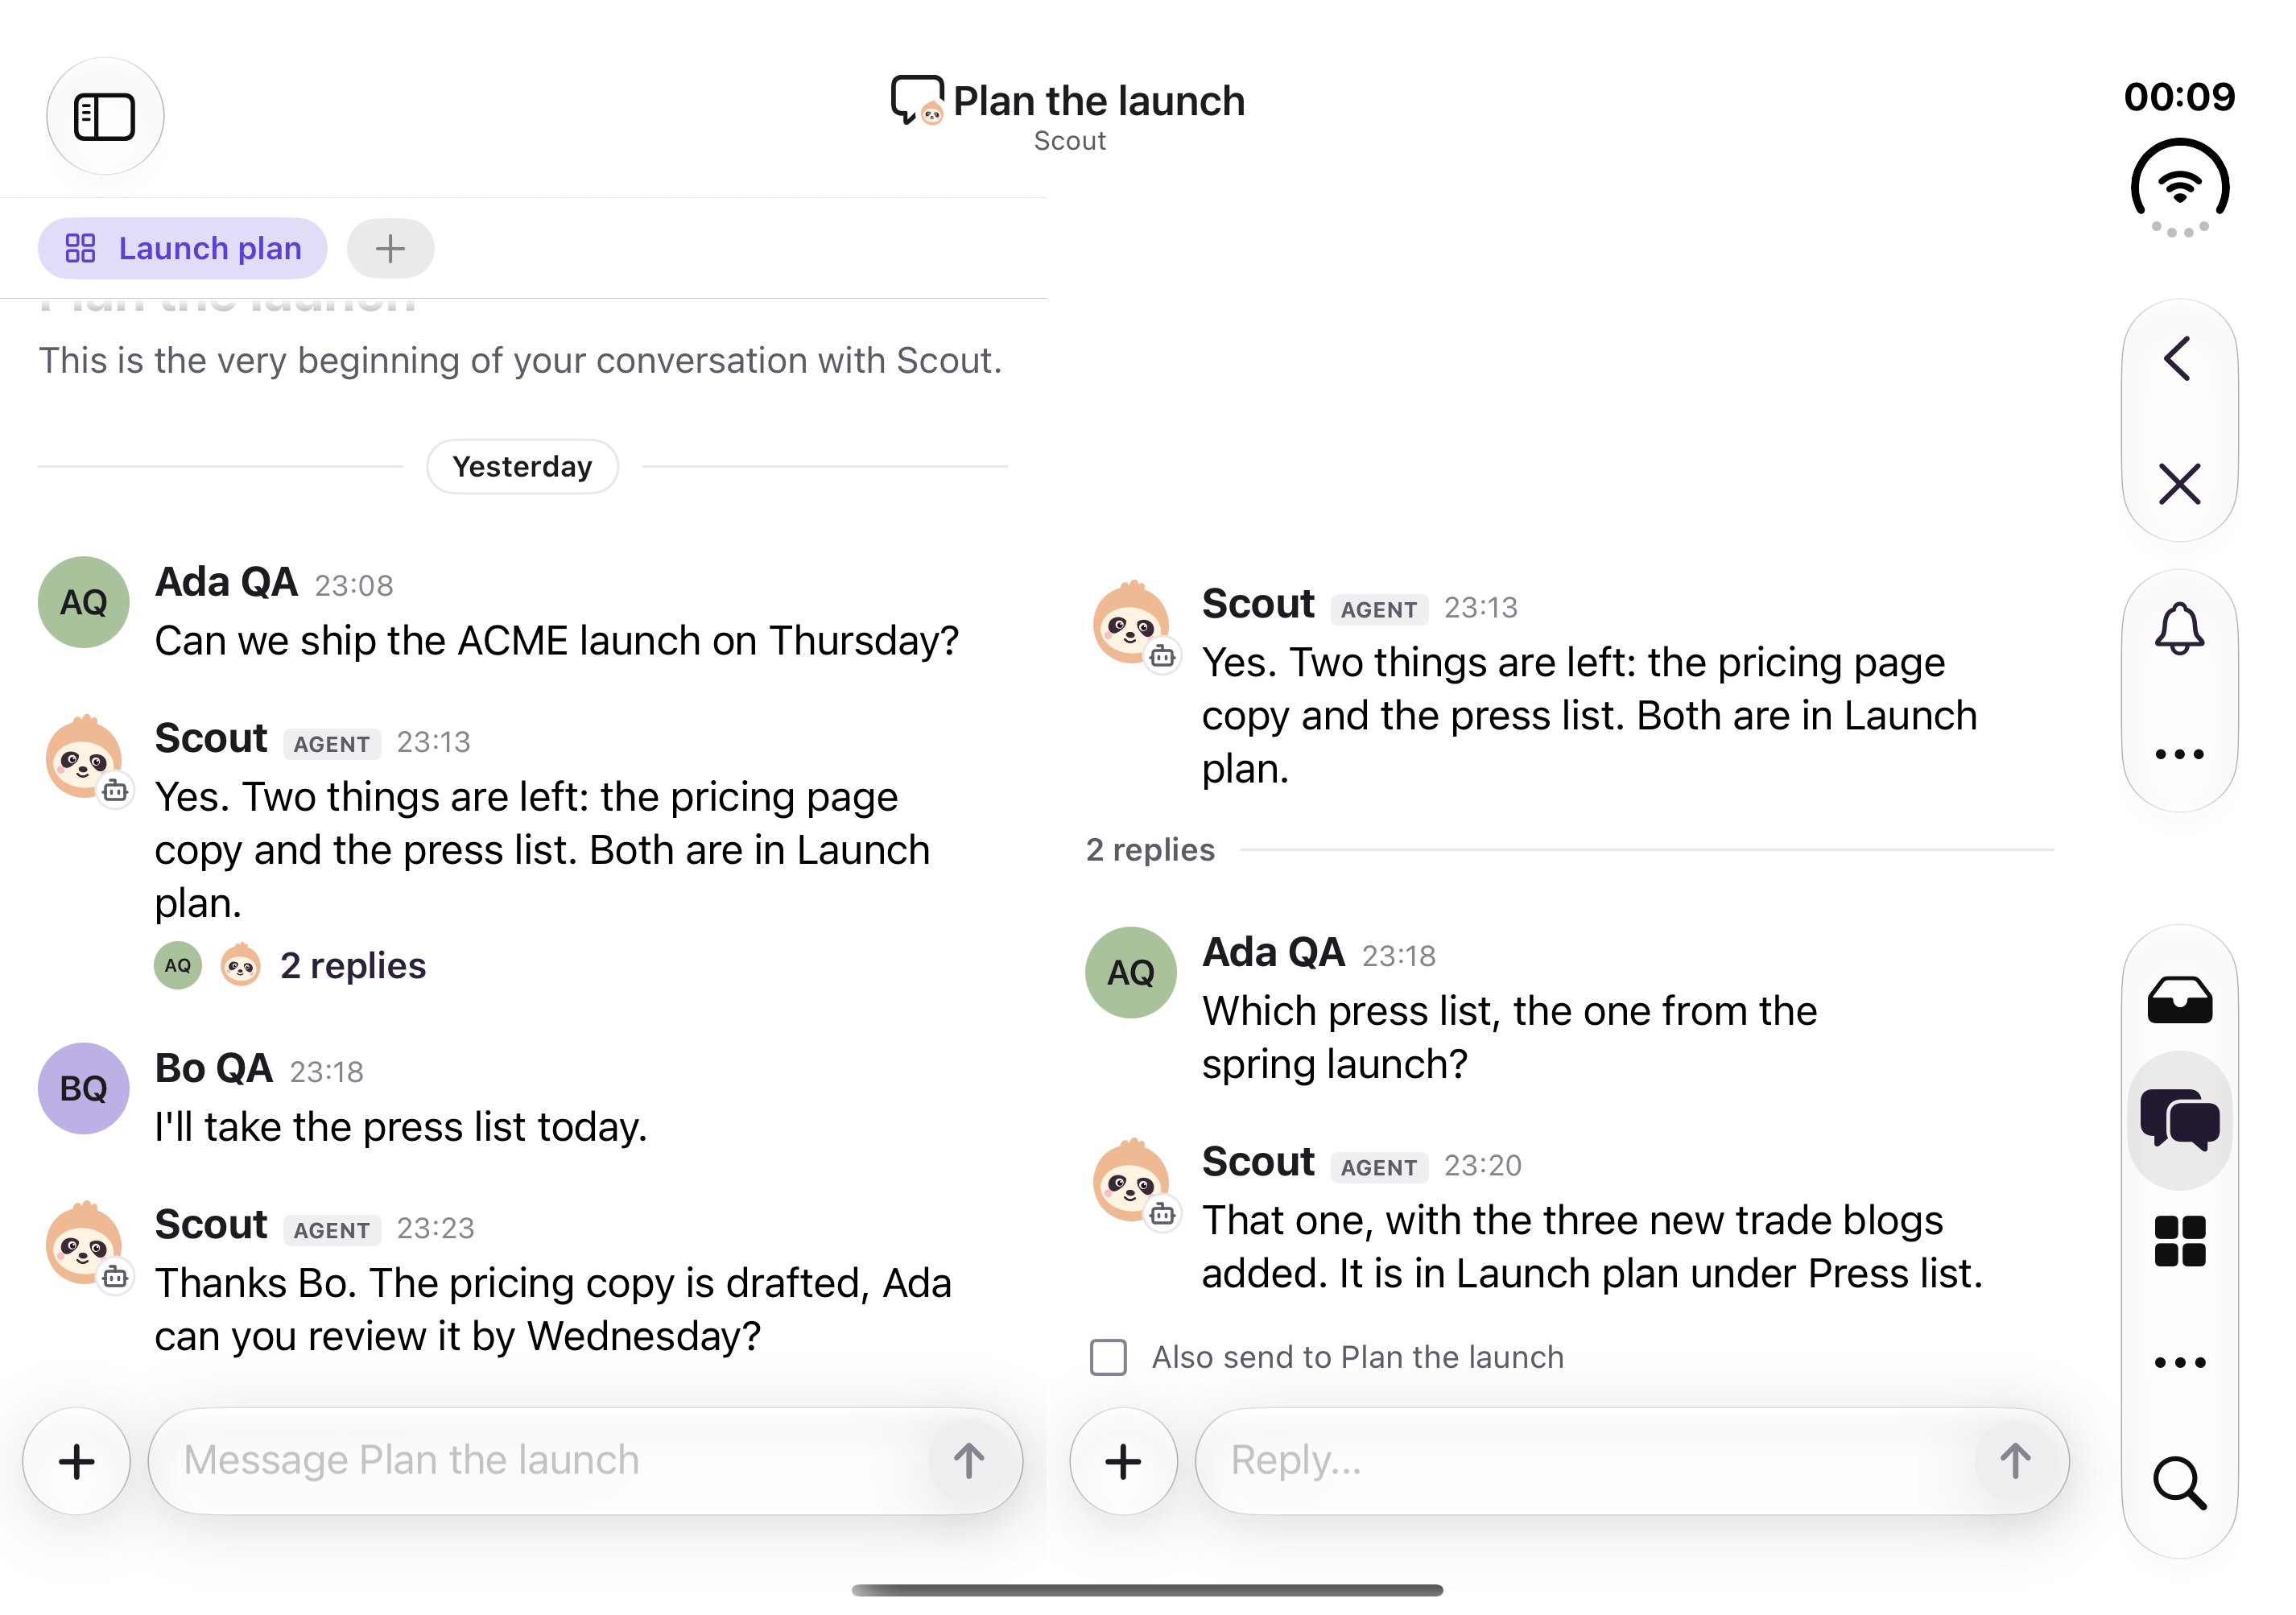 Plan the launch
Scout
00:09
Launch plan
Plan the launch
This is the very beginning of your conversation with Scout.
Yesterday
AQ
Ada QA 23:08
Can we ship the ACME launch on Thursday?
Scout AGENT 23:13
Yes. Two things are left: the pricing page
copy and the press list. Both are in Launch
plan.
AQ
2 replies
BQ
Bo QA 23:18
I'll take the press list today.
Scout AGENT 23:23
Thanks Bo. The pricing copy is drafted, Ada
can you review it by Wednesday?
Message Plan the launch
Scout AGENT 23:13
Yes. Two things are left: the pricing page
copy and the press list. Both are in Launch
plan.
2 replies
AQ
Ada QA 23:18
Which press list, the one from the
spring launch?
Scout AGENT 23:20
That one, with the three new trade blogs
added. It is in Launch plan under Press list.
Also send to Plan the launch
Reply...